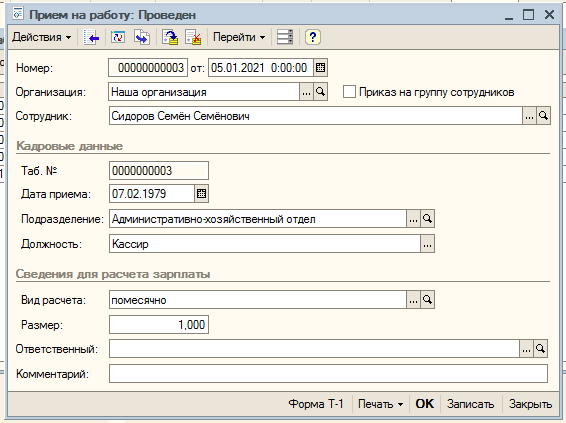 Прием на работу: Проведен
Действия Перейти ?
Номер: 00000000003 от: 05.01.2021 0:00:00
Организация: Наша организация ... Приказ на группу сотрудников
Сотрудник: Сидоров Семён Семёнович ...
Кадровые данные
Таб. № 0000000003
Дата приема: 07.02.1979
Подразделение: Административно-хозяйственный отдел ...
Должность: Кассир ...
Сведения для расчета зарплаты
Вид расчета: помесячно ...
Размер: 1,000
Ответственный: ...
Комментарий:
Форма Т-1 Печать OK Записать Закрыть